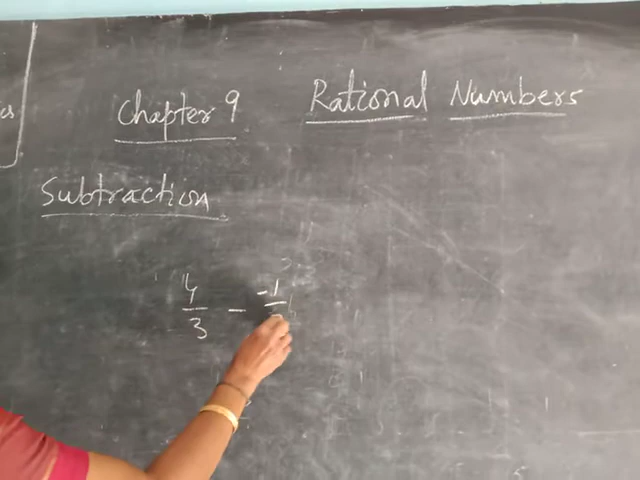 Chapter 9 Rational Numbers
Subtraction
4/3 - -1/